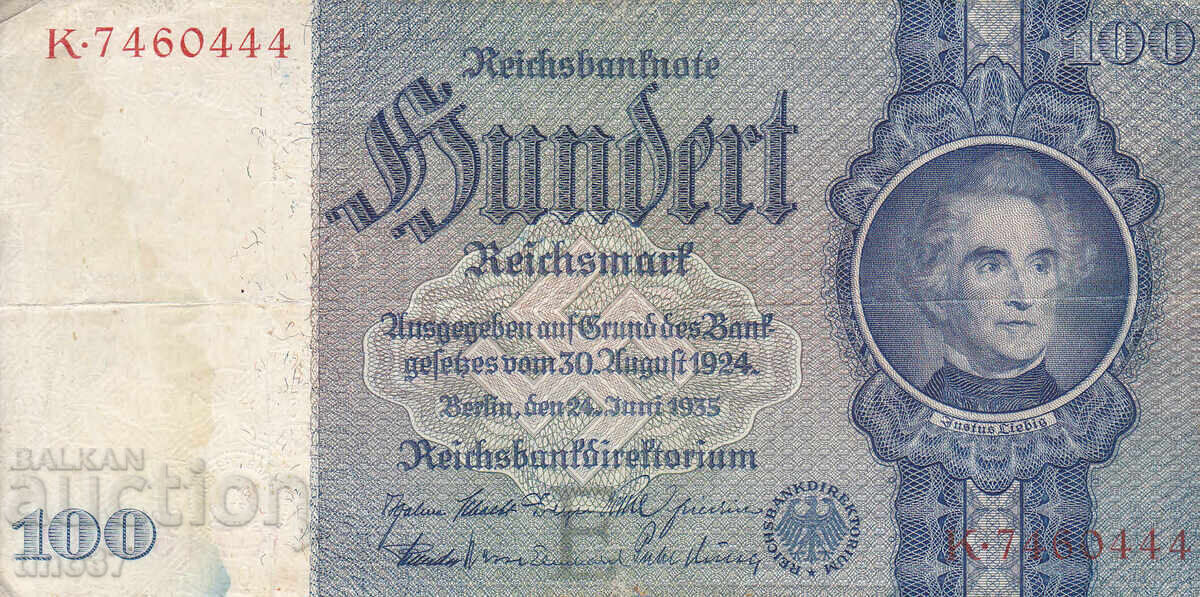 K·7460444
Reichsbanknote
100
Hundert
Reichsmark
Ausgegeben auf Grund des Bank-
gesetzes vom 30. August 1924.
Berlin, den 24. Juni 1935
Reichsbankdirektorium
Justus Liebig
REICHSBANKDIREKTORIUM
E
100
K·7460444
BALKAN
auction